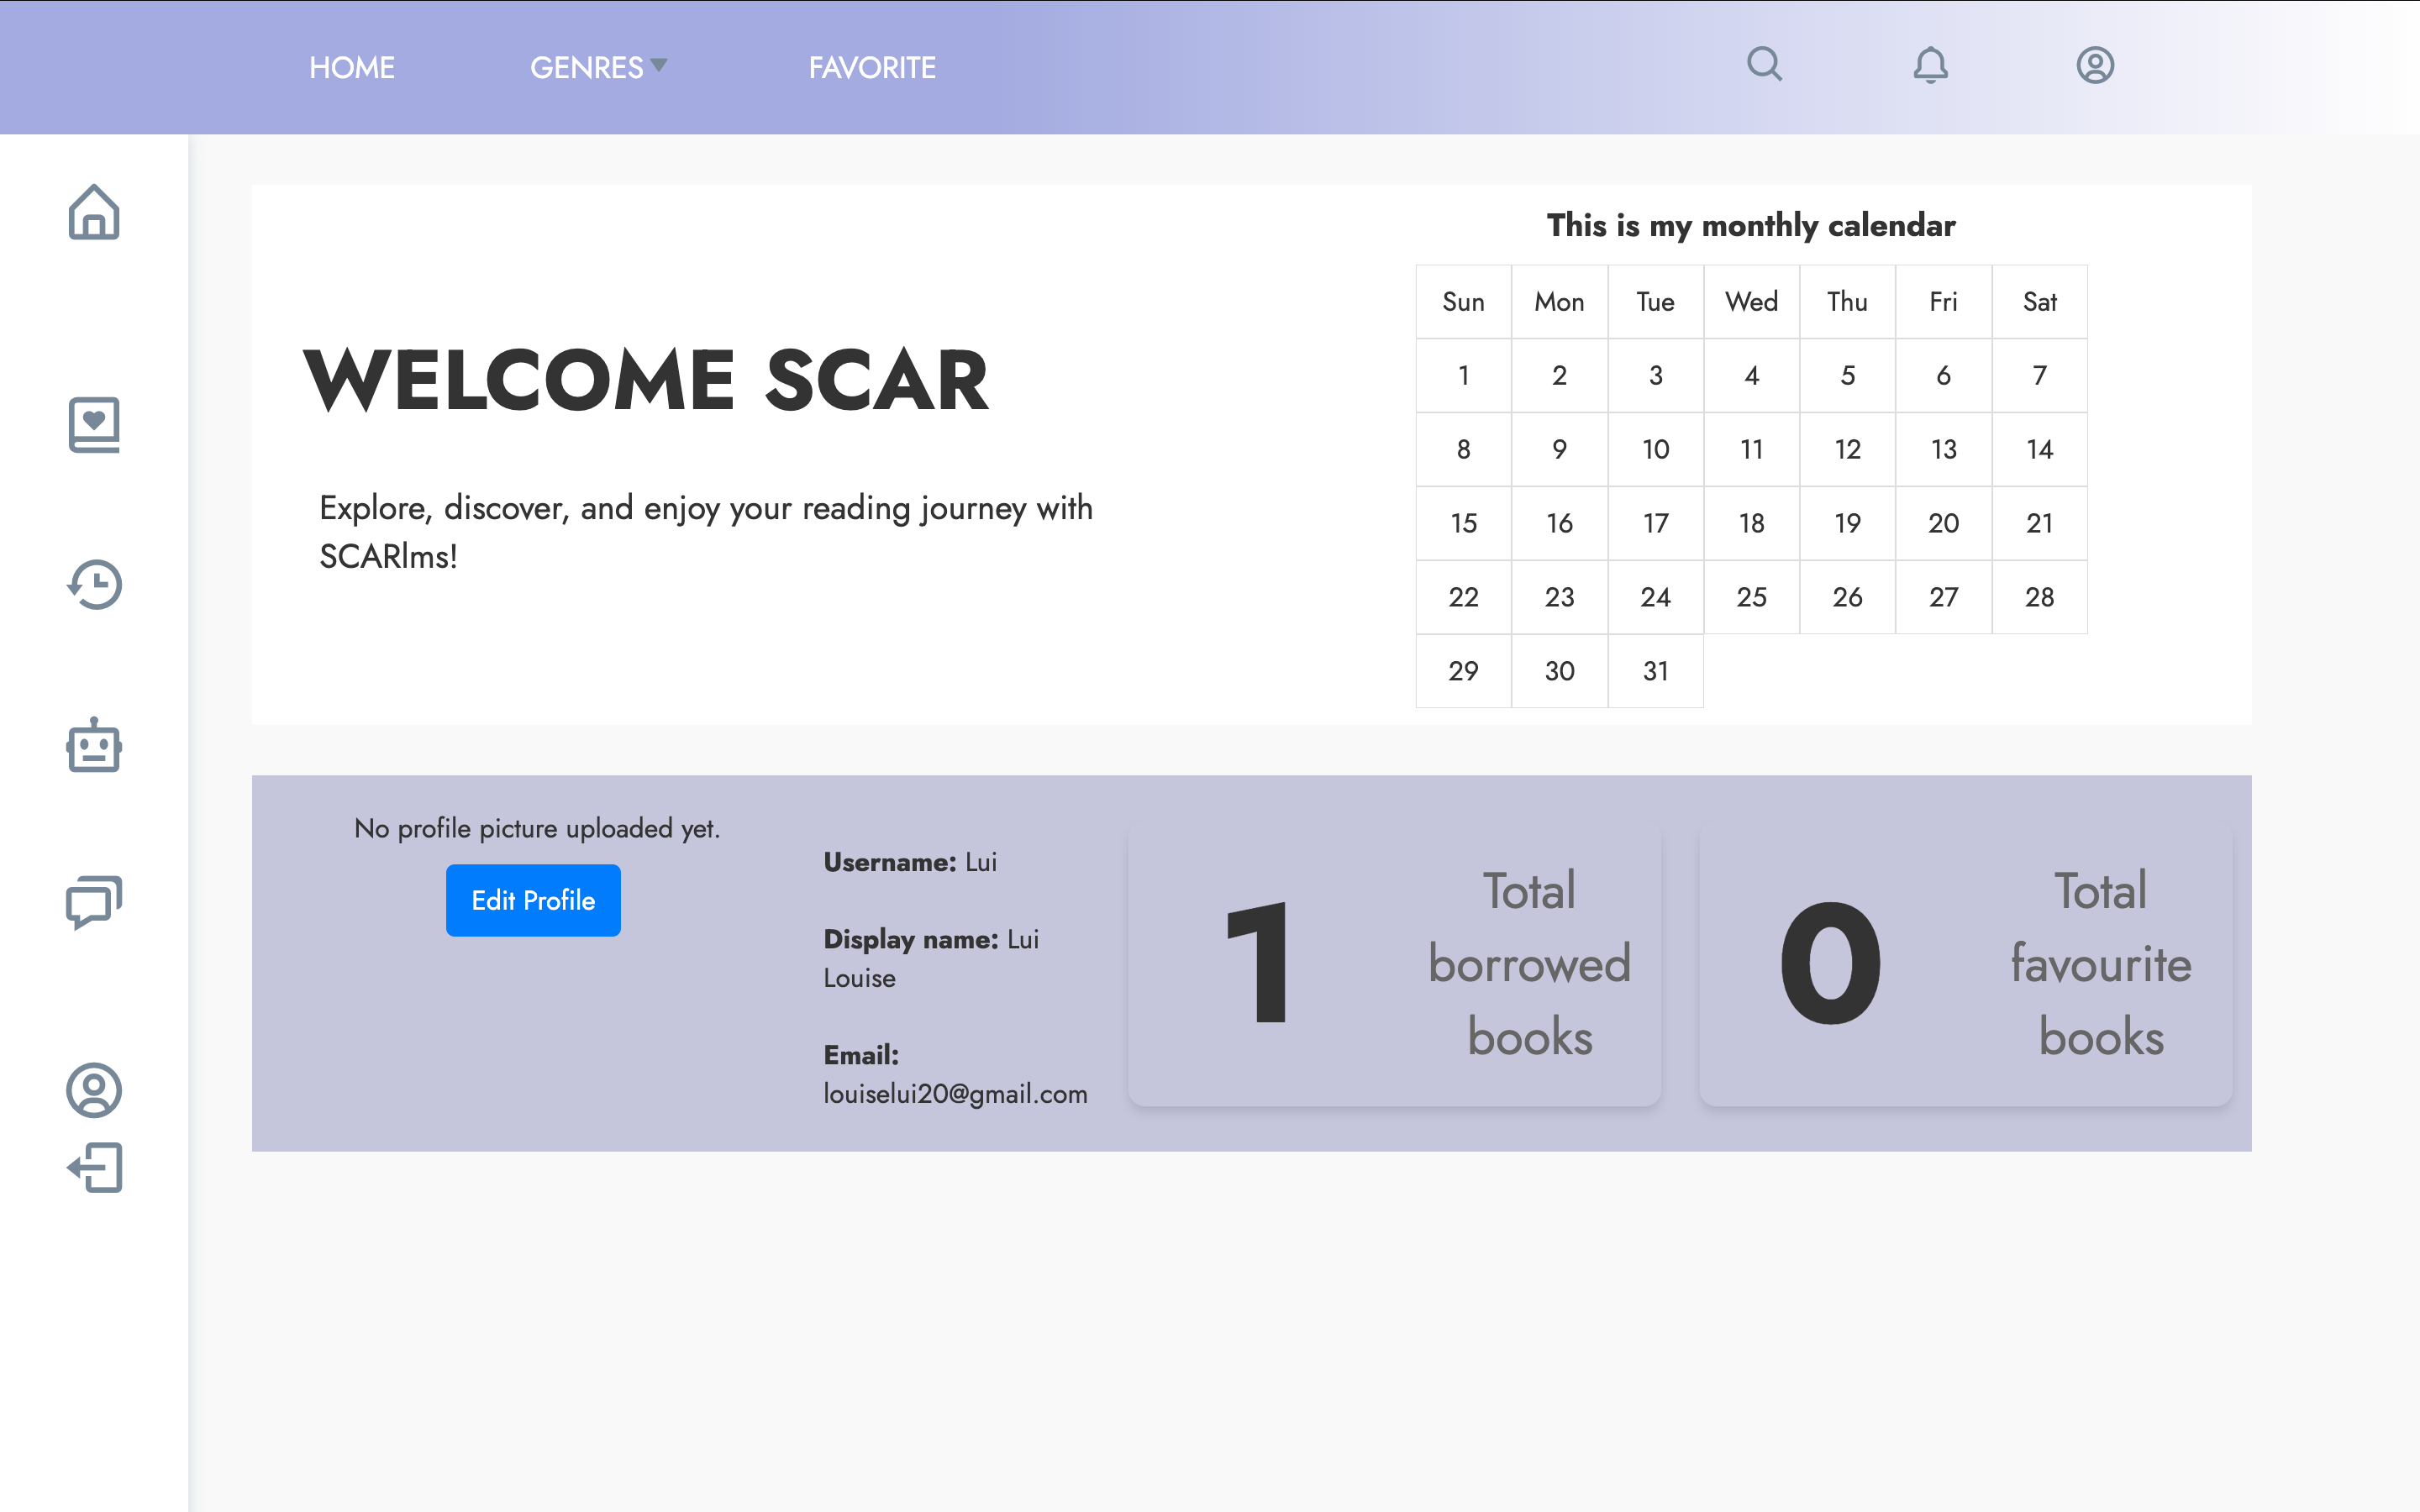 HOME GENRES FAVORITE
This is my monthly calendar
Sun Mon Tue Wed Thu Fri Sat
1 2 3 4 5 6 7
8 9 10 11 12 13 14
15 16 17 18 19 20 21
22 23 24 25 26 27 28
29 30 31
WELCOME SCAR
Explore, discover, and enjoy your reading journey with
SCARlms!
No profile picture uploaded yet.
Edit Profile
Username: Lui
Display name: Lui
Louise
Email:
louiselui20@gmail.com
1
Total
borrowed
books
0
Total
favourite
books